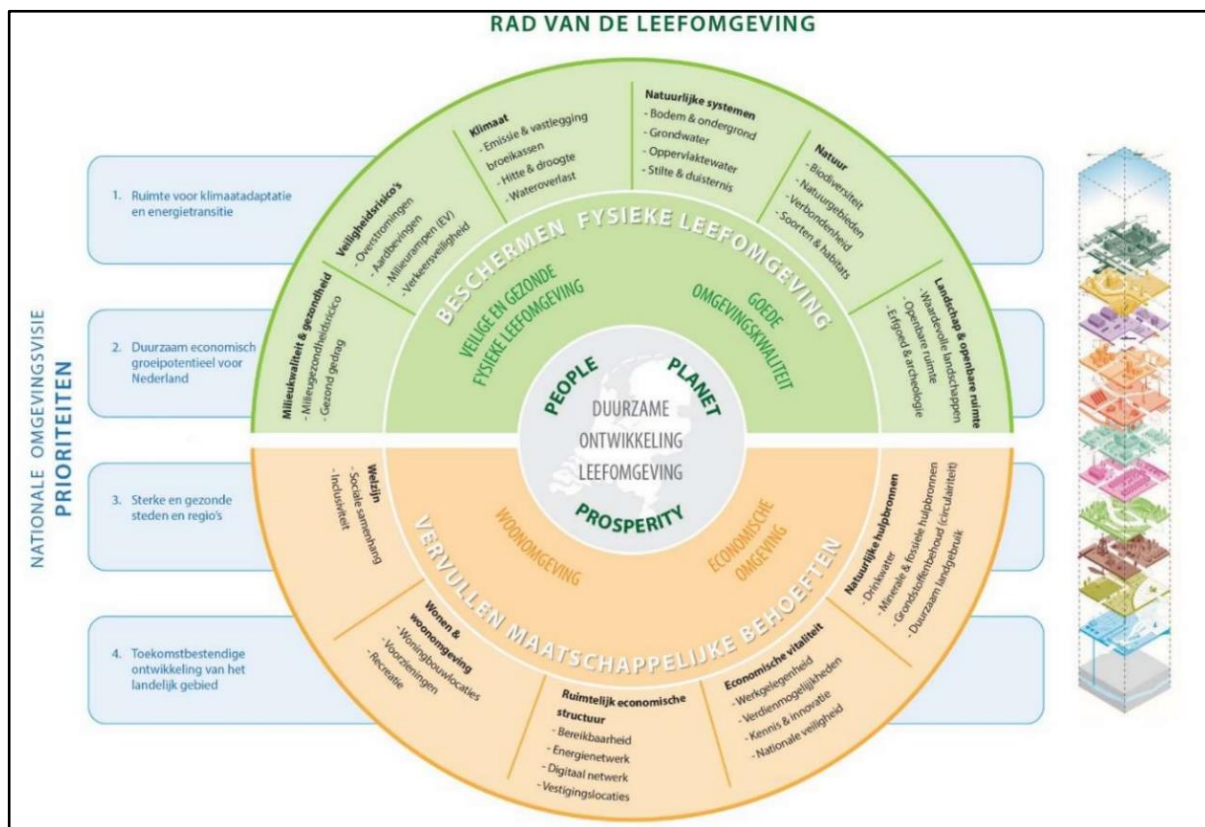 RAD VAN DE LEEFOMGEVING
NATIONALE OMGEVINGSVISIE
PRIORITEITEN
1. Ruimte voor klimaatadaptatie
en energietransitie
2. Duurzaam economisch
groeipotentieel voor
Nederland
3. Sterke en gezonde
steden en regio's
4. Toekomstbestendige
ontwikkeling van het
landelijk gebied
Milieukwaliteit & gezondheid
- Milieugezondheidsricico
- Gezond gedrag
Veiligheidsrisico's
- Overstromingen
- Aardbevingen
- Milieurampen (EV)
- Verkeersveiligheid
Klimaat
- Emissie & vastlegging
broeikassen
- Hitte & droogte
- Wateroverlast
Natuurlijke systemen
- Bodem & ondergrond
- Grondwater
- Oppervlaktewater
- Stilte & duisternis
Natuur
- Biodiversiteit
- Natuurgebieden
- Verbondenheid
- Soorten & habitats
Landschap & openbare ruimte
- Waardevolle landschappen
- Openbare ruimte
- Erfgoed & archeologie
BESCHERMEN FYSIEKE LEEFOMGEVING
VEILIGE EN GEZONDE
FYSIEKE LEEFOMGEVING
GOEDE
OMGEVINGSKWALITEIT
PEOPLE
PLANET
DUURZAME
ONTWIKKELING
LEEFOMGEVING
PROSPERITY
WOONOMGEVING
ECONOMISCHE
OMGEVING
VERVULLEN MAATSCHAPPELIJKE BEHOEFTEN
Welzijn
- Sociale samenhang
- Inclusiviteit
Wonen &
woonomgeving
- Woningbouwlocaties
- Voorzieningen
- Recreatie
Ruimtelijk economische
structuur
- Bereikbaarheid
- Energienetwerk
- Digitaal netwerk
- Vestigingslocaties
Economische vitaliteit
- Werkgelegenheid
- Verdienmogelijkheden
- Kennis & innovatie
- Nationale veiligheid
Natuurlijke hulpbronnen
- Drinkwater
- Minerale & fossiele hulpbronnen
- Grondstoffenbehoud (circulairiteit)
- Duurzaam landgebruik